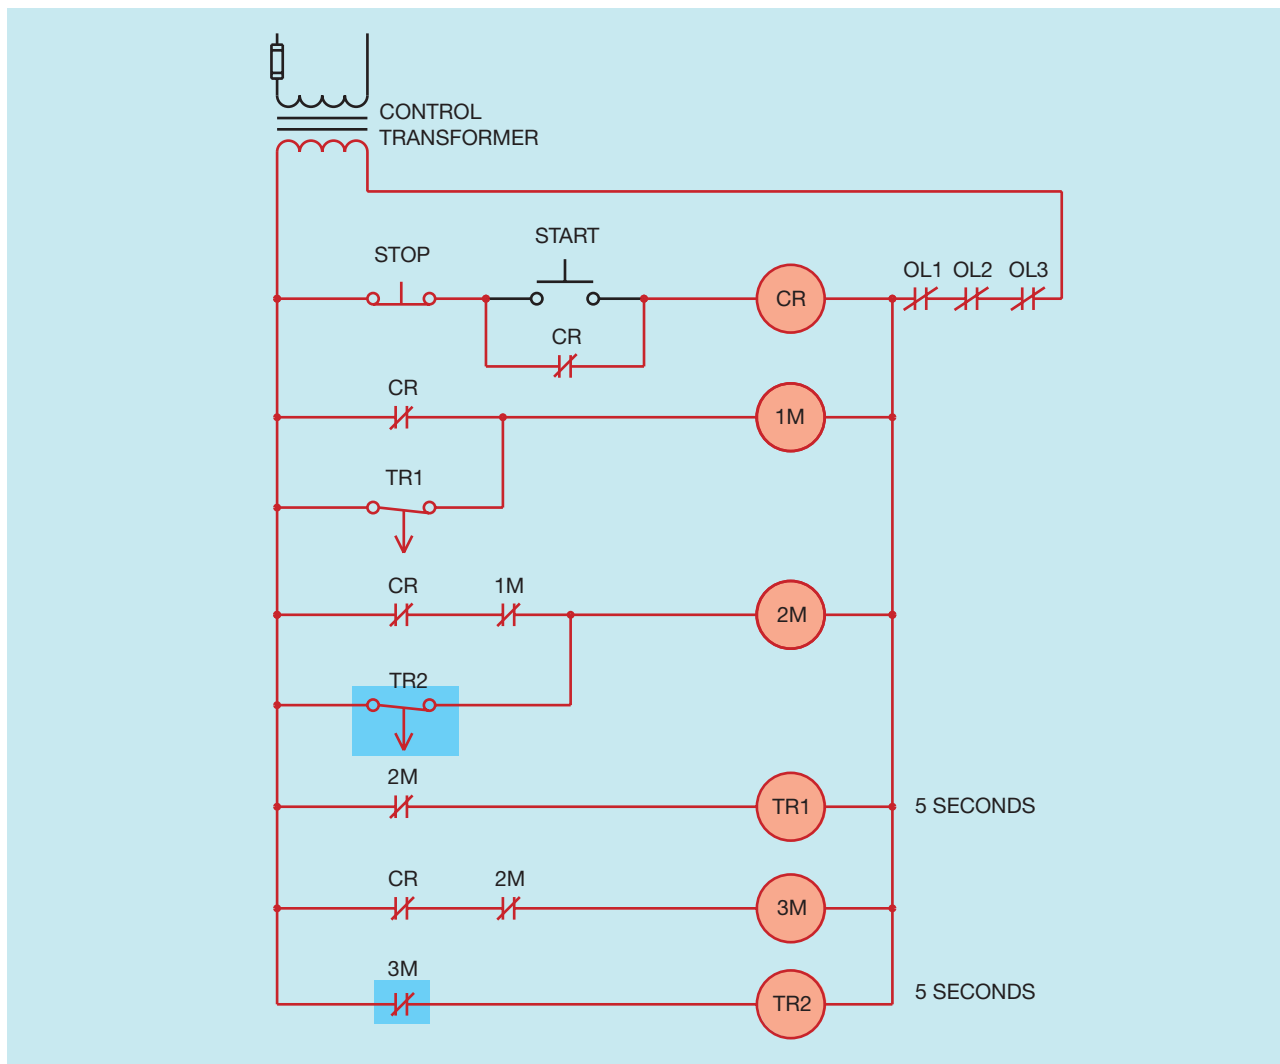 CONTROL
TRANSFORMER
START
STOP
OL1 OL2 OL3
CR
CR
CR
1M
TR1
CR 1M
2M
TR2
2M
TR1
5 SECONDS
CR 2M
3M
3M
TR2
5 SECONDS